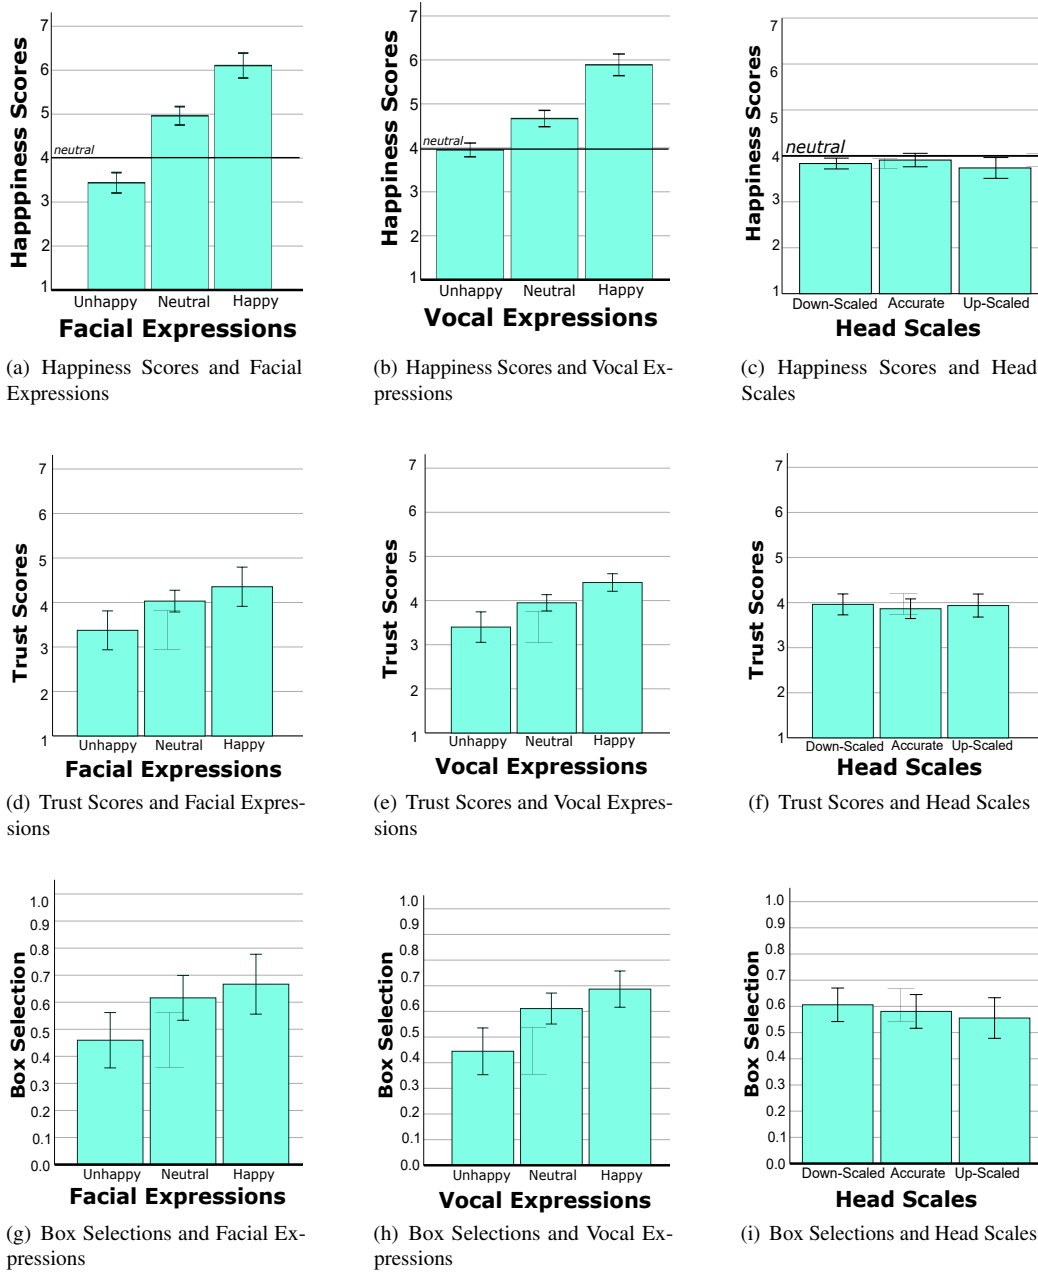 7
6
5
neutral
4
3
2
1
Happpiness Scores
Unhappy Neutral Happy
Facial Expressions
(a) Happiness Scores and Facial
Expressions
7
6
5
neutral
4
3
2
1
Happiness Scores
Unhappy Neutral Happy
Vocal Expressions
(b) Happiness Scores and Vocal Ex-
pressions
7
6
5
neutral
4
3
2
1
Happiness Scores
Down-Scaled Accurate Up-Scaled
Head Scales
(c) Happiness Scores and Head
Scales
7
6
5
4
3
2
1
Trust Scores
Unhappy Neutral Happy
Facial Expressions
(d) Trust Scores and Facial Expres-
sions
7
6
5
4
3
2
1
Trust Scores
Unhappy Neutral Happy
Vocal Expressions
(e) Trust Scores and Vocal Expres-
sions
7
6
5
4
3
2
1
Trust Scores
Down-Scaled Accurate Up-Scaled
Head Scales
(f) Trust Scores and Head Scales
1.0
0.9
0.8
0.7
0.6
0.5
0.4
0.3
0.2
0.1
0.0
Box Selection
Unhappy Neutral Happy
Facial Expressions
(g) Box Selections and Facial Ex-
pressions
1.0
0.9
0.8
0.7
0.6
0.5
0.4
0.3
0.2
0.1
0.0
Box Selection
Unhappy Neutral Happy
Vocal Expressions
(h) Box Selections and Vocal Ex-
pressions
1.0
0.9
0.8
0.7
0.6
0.5
0.4
0.3
0.2
0.1
0.0
Box Selection
Down-Scaled Accurate Up-Scaled
Head Scales
(i) Box Selections and Head Scales